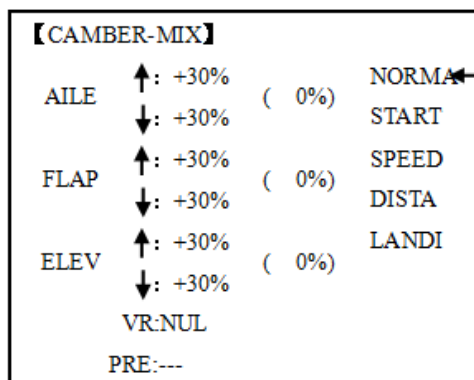 【CAMBER-MIX】
AILE ↑: +30% ( 0%) NORMA←
↓: +30% START
FLAP ↑: +30% ( 0%) SPEED
↓: +30% DISTA
ELEV ↑: +30% ( 0%) LANDI
↓: +30%
VR:NUL
PRE:---